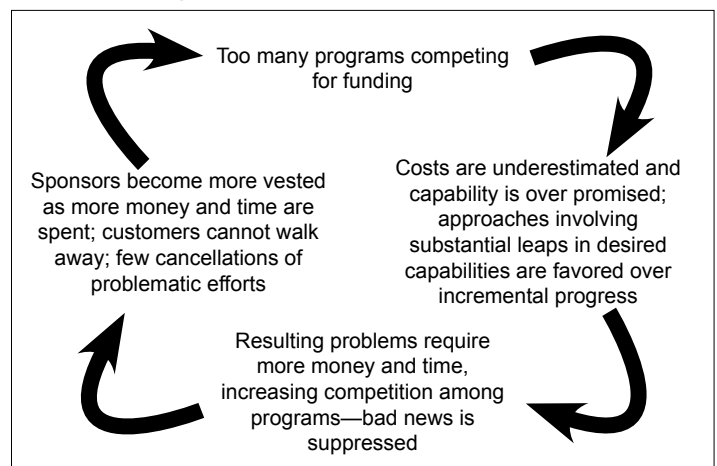 Too many programs competing
for funding
Costs are underestimated and
capability is over promised;
approaches involving
substantial leaps in desired
capabilities are favored over
incremental progress
Resulting problems require
more money and time,
increasing competition among
programs—bad news is
suppressed
Sponsors become more vested
as more money and time are
spent; customers cannot walk
away; few cancellations of
problematic efforts